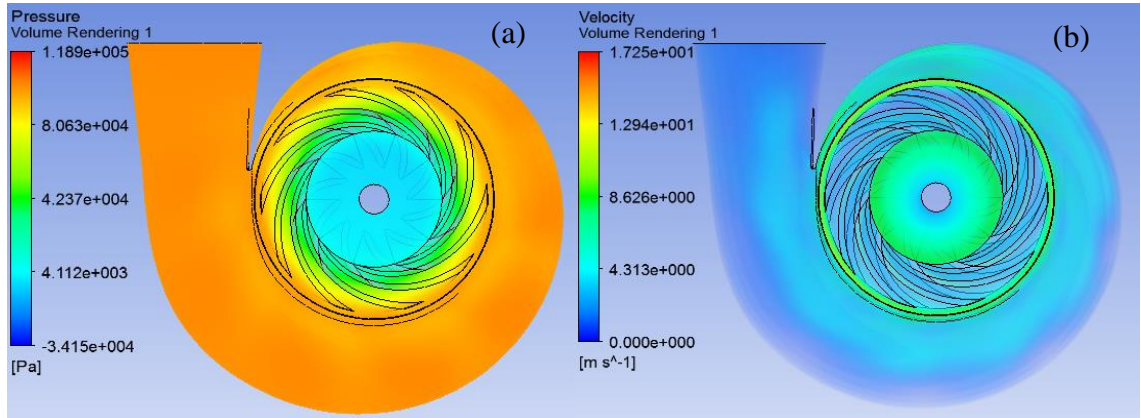 Pressure
Volume Rendering 1
(a)
1.189e+005
8.063e+004
4.237e+004
4.112e+003
-3.415e+004
[Pa]
Velocity
Volume Rendering 1
(b)
1.725e+001
1.294e+001
8.626e+000
4.313e+000
0.000e+000
[m s^-1]